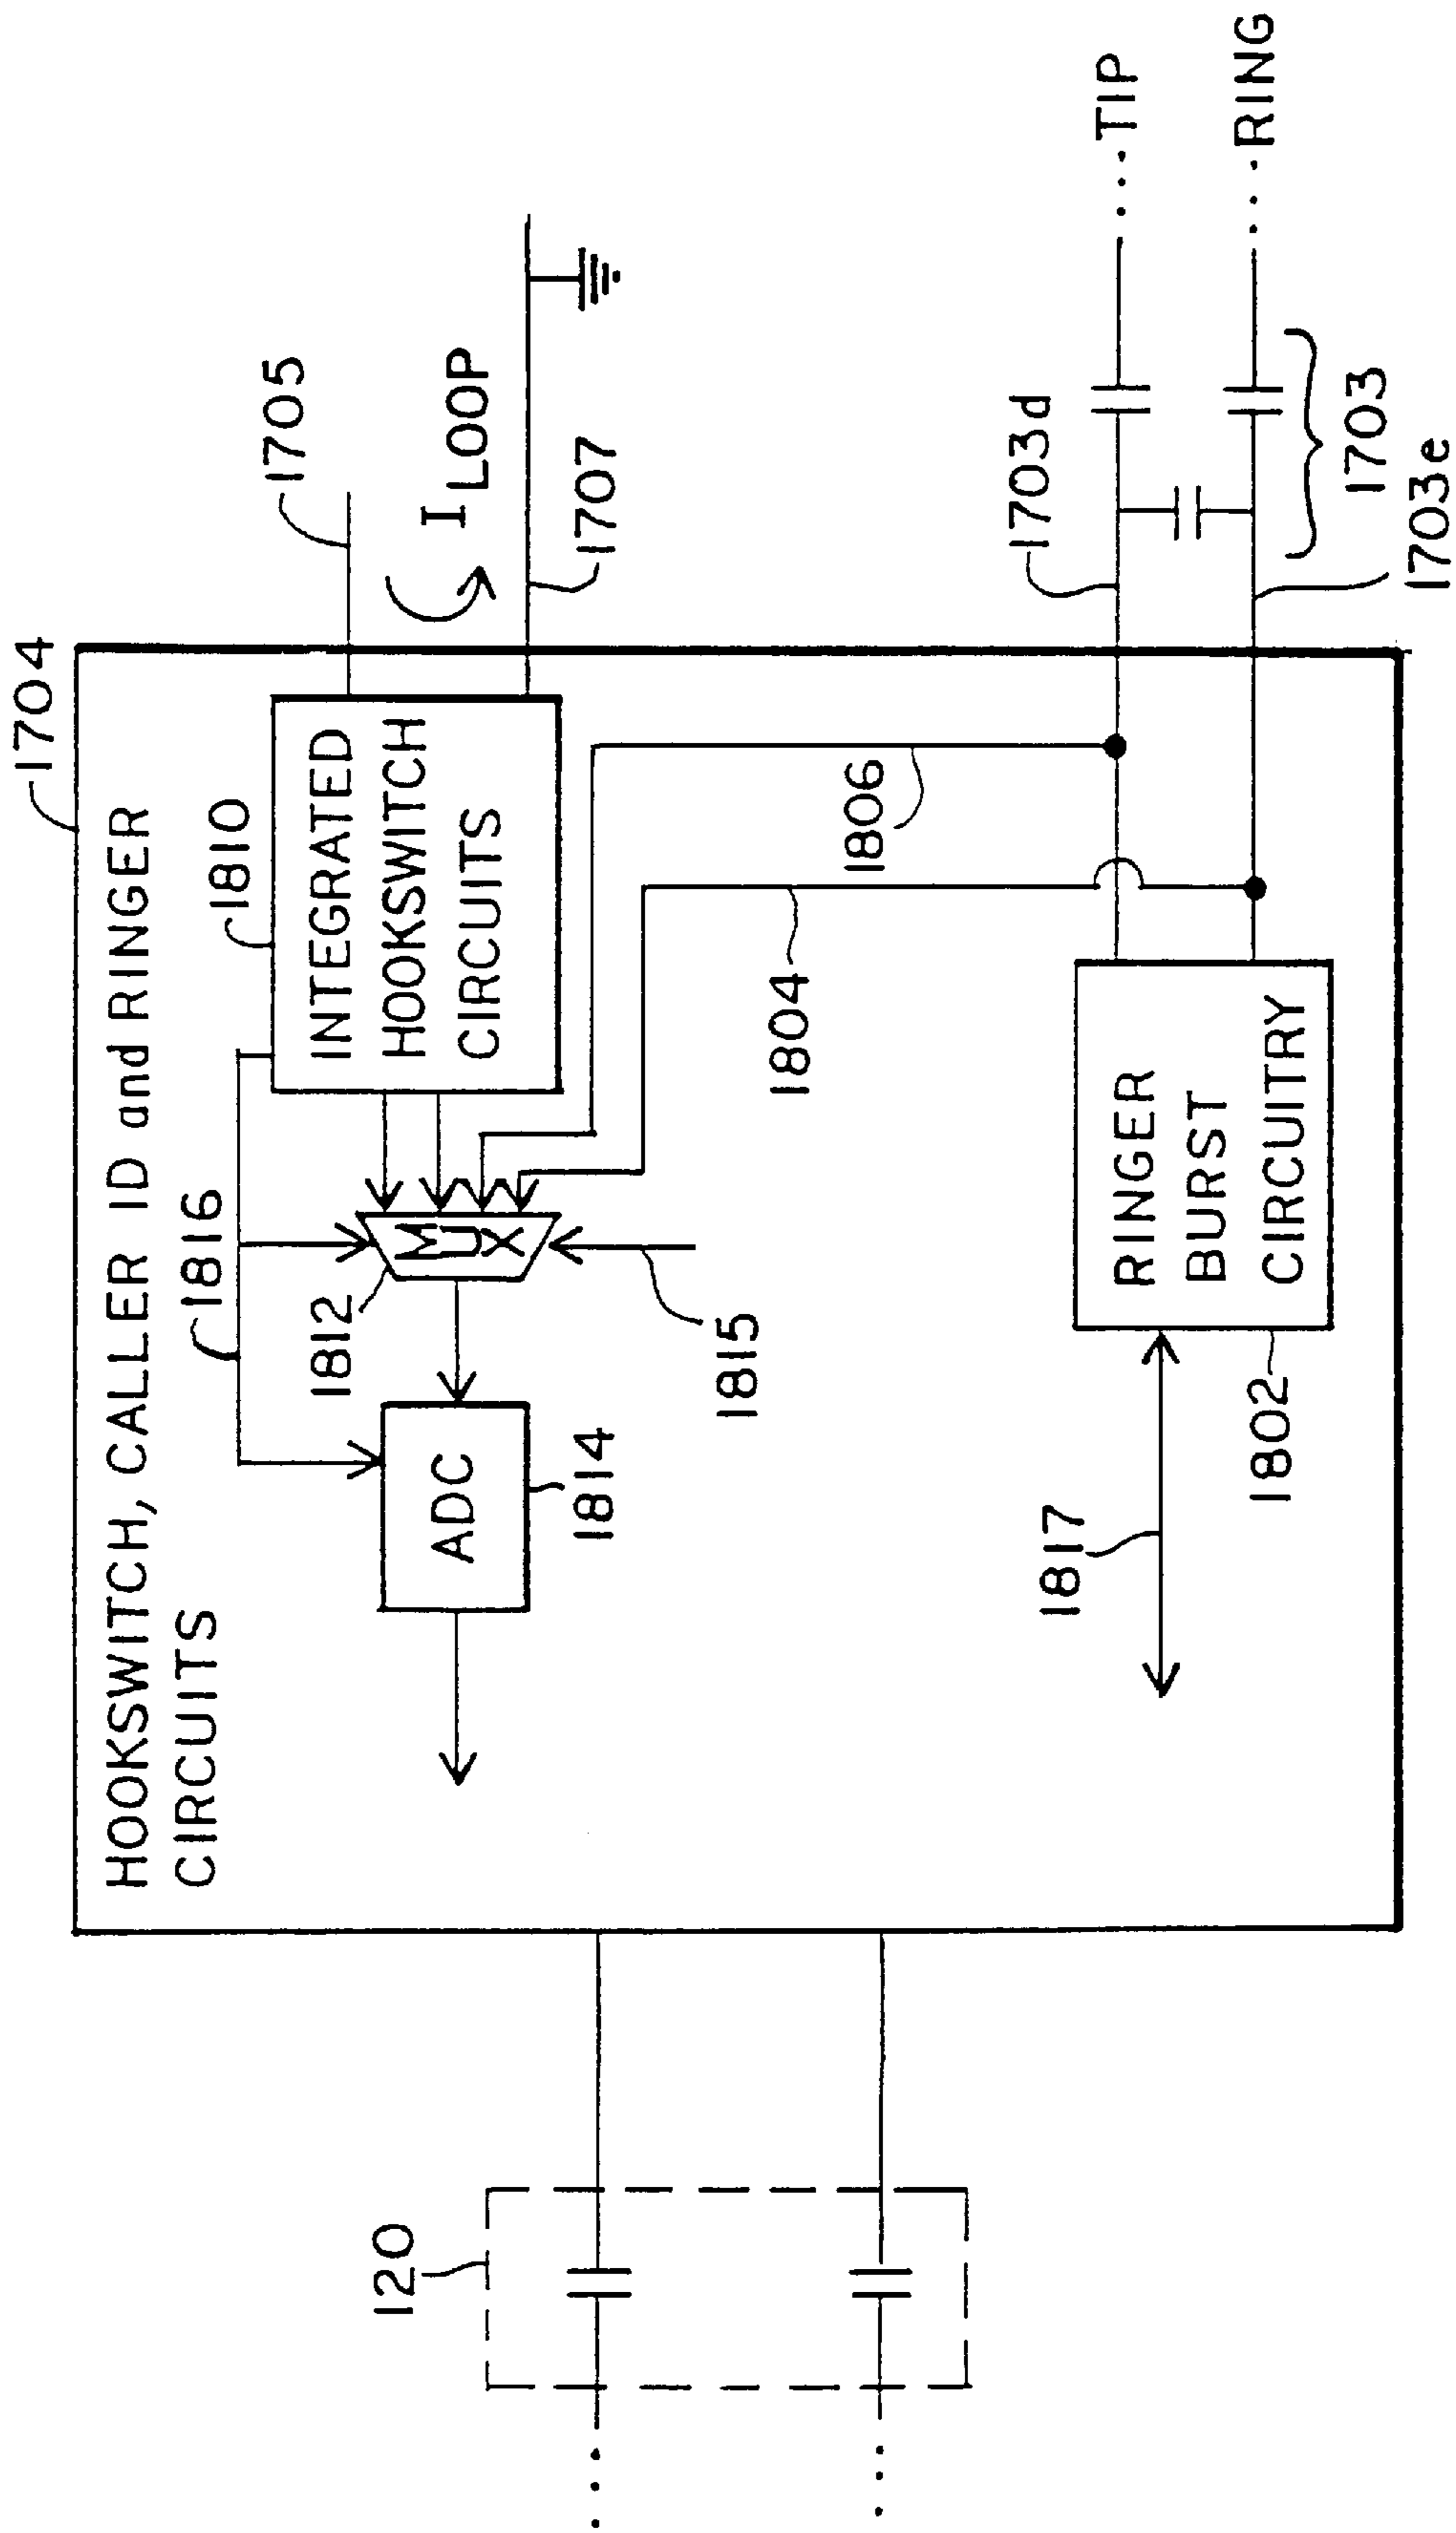 1704
HOOKSWITCH, CALLER ID and RINGER
CIRCUITS
1816
1810
1705
INTEGRATED
HOOKSWITCH
CIRCUITS
I LOOP
1707
1812
MUX
ADC
1814
1815
1806
1804
120
1817
1802
RINGER
BURST
CIRCUITRY
1703d
TIP
RING
1703
1703e